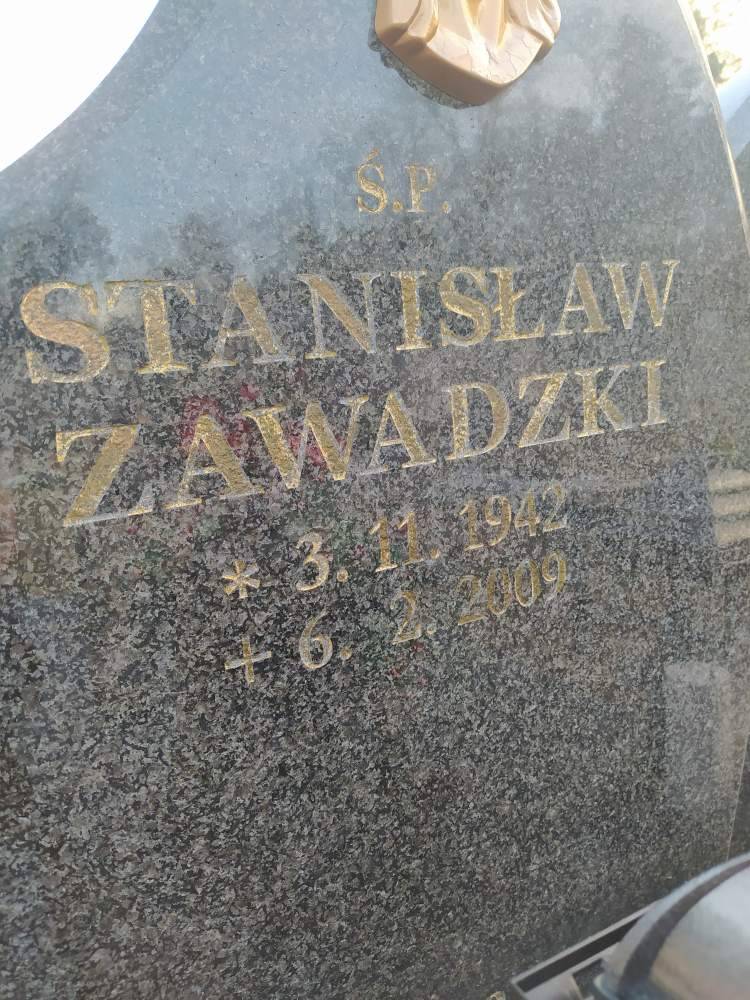 Ś.P.
STANISŁAW
ZAWADZKI
* 3. 11. 1942
+ 6. 2. 2009